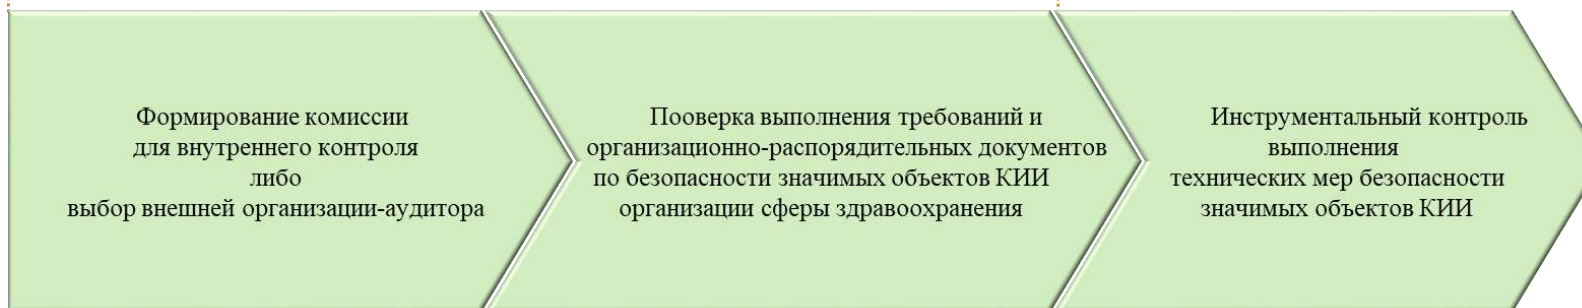 Формирование комиссии
для внутреннего контроля
либо
выбор внешней организации-аудитора
Пооверка выполнения требований и
организационно-распорядительных документов
по безопасности значимых объектов КИИ
организации сферы здравоохранения
Инструментальный контроль
выполнения
технических мер безопасности
значимых объектов КИИ